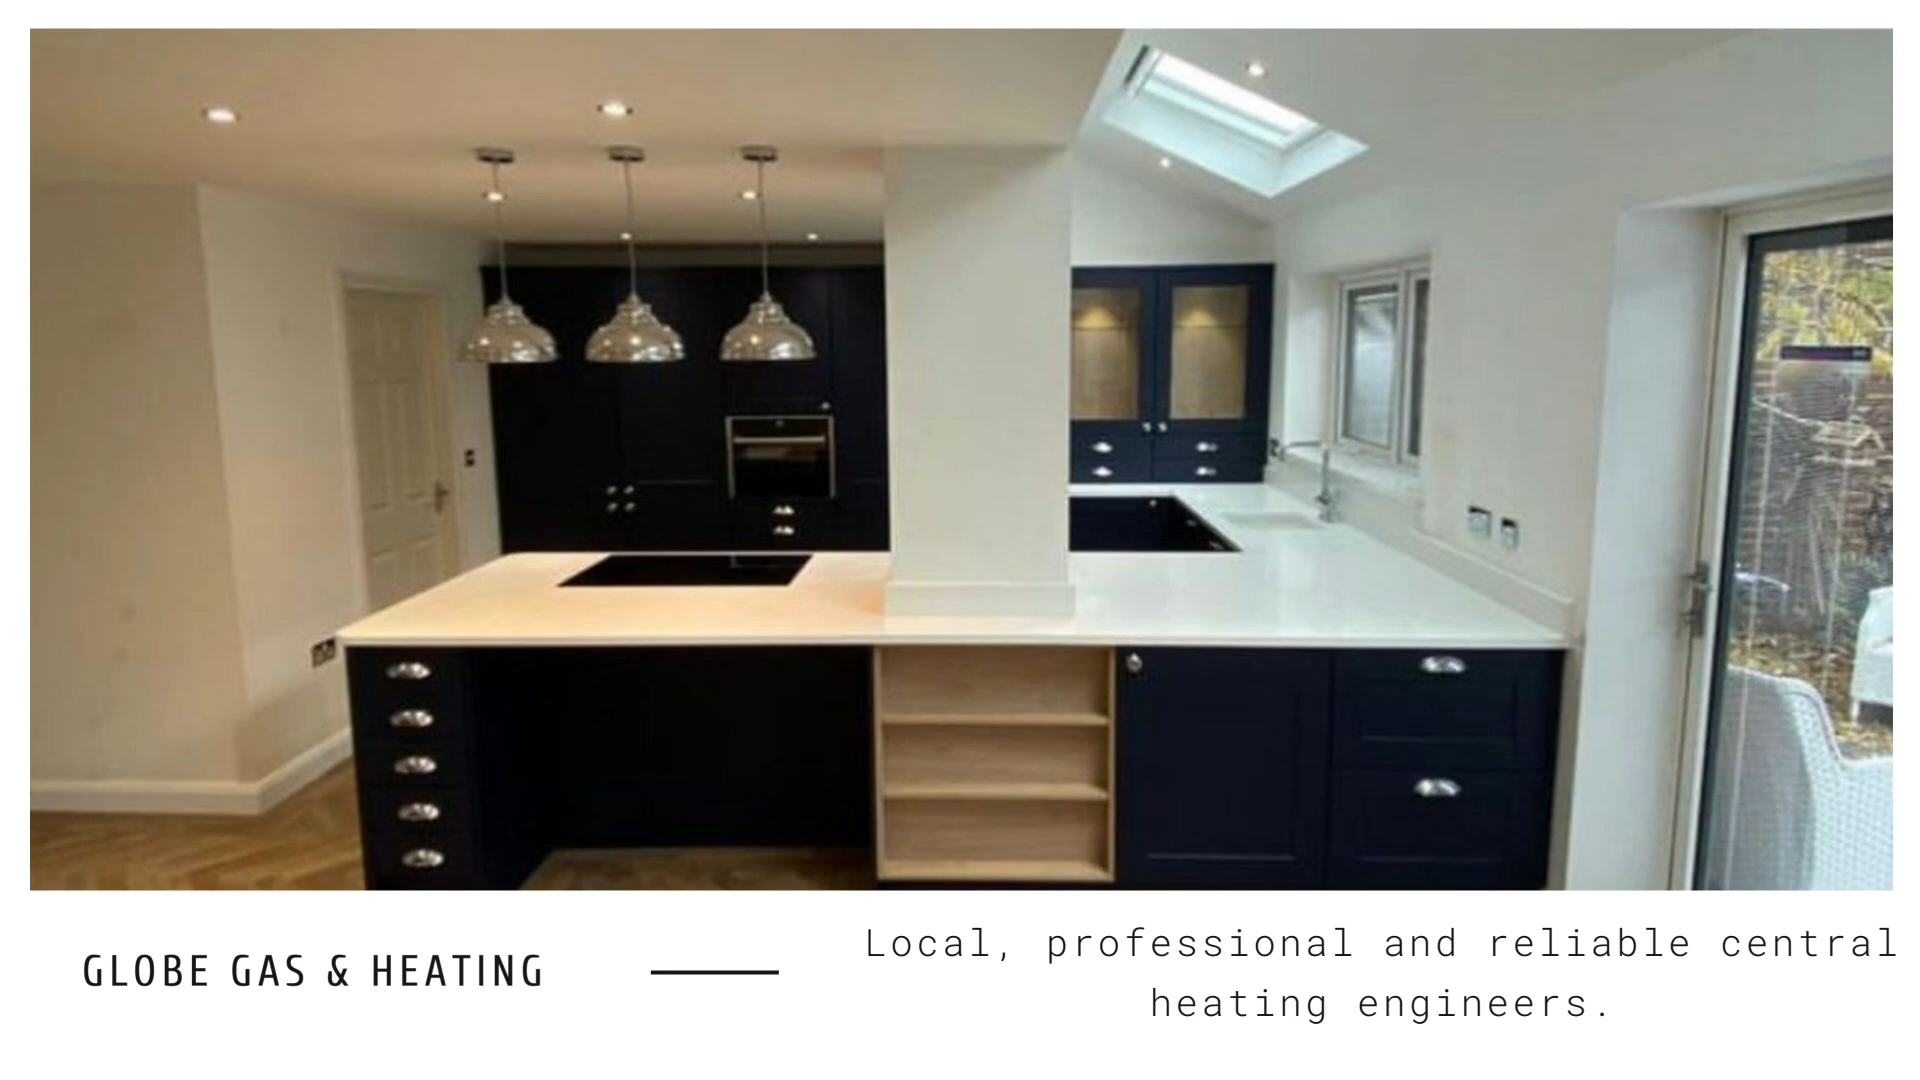 GLOBE GAS & HEATING
Local, professional and reliable central
heating engineers.